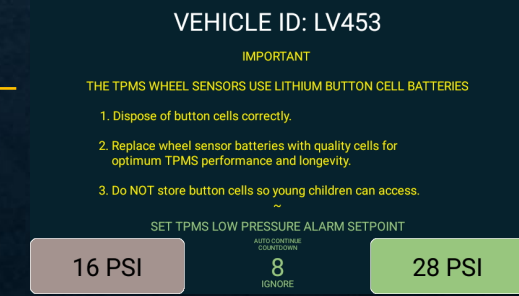 VEHICLE ID: LV453
IMPORTANT
THE TPMS WHEEL SENSORS USE LITHIUM BUTTON CELL BATTERIES
1. Dispose of button cells correctly.
2. Replace wheel sensor batteries with quality cells for
optimum TPMS performance and longevity.
3. Do NOT store button cells so young children can access.
~
SET TPMS LOW PRESSURE ALARM SETPOINT
16 PSI
AUTO CONTINUE
COUNTDOWN
8
IGNORE
28 PSI